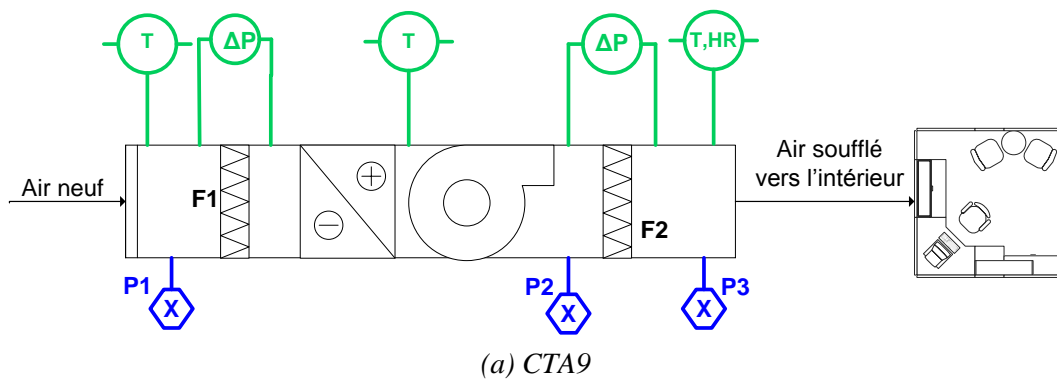 T
ΔP
T
ΔP
T,HR
Air neuf
F1
+
−
F2
Air soufflé
vers l'intérieur
P1
X
P2
X
P3
X
(a) CTA9